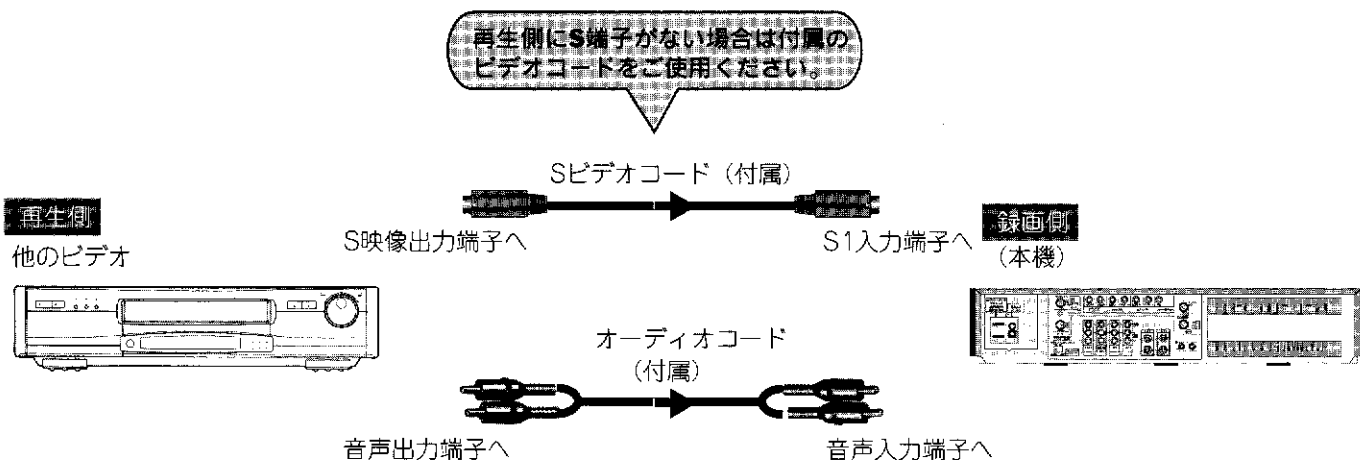 再生側にS端子がない場合は付属の
ビデオコードをご使用ください。
Sビデオコード（付属）
再生側
他のビデオ
S映像出力端子へ
S1入力端子へ
録画側
（本機）
オーディオコード
（付属）
音声出力端子へ
音声入力端子へ